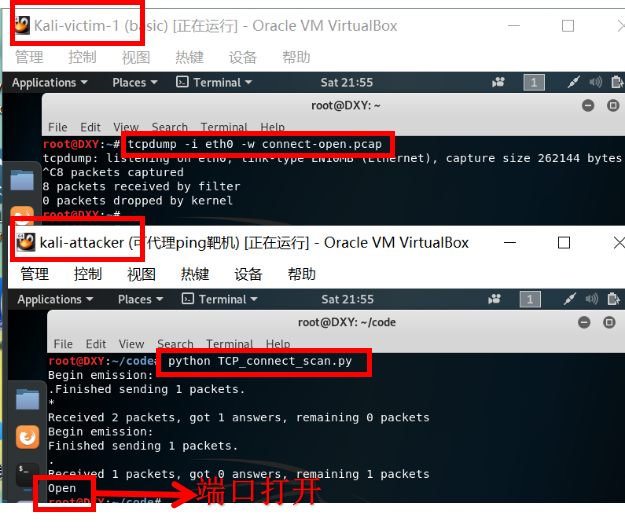 Kali-victim-1 (basic) [正在运行] - Oracle VM VirtualBox
管理 控制 视图 热键 设备 帮助
Applications Places Terminal Sat 21:55 1
root@DXY: ~
File Edit View Search Terminal Help
root@DXY:~# tcpdump -i eth0 -w connect-open.pcap
tcpdump: listening on eth0, link-type EN10MB (Ethernet), capture size 262144 bytes
^C8 packets captured
8 packets received by filter
0 packets dropped by kernel
root@DXY:~#
kali-attacker (可代理ping靶机) [正在运行] - Oracle VM VirtualBox
管理 控制 视图 热键 设备 帮助
Applications Places Terminal Sat 21:55 1
root@DXY: ~/code
File Edit View Search Terminal Help
root@DXY:~/code# python TCP_connect_scan.py
Begin emission:
.Finished sending 1 packets.
*
Received 2 packets, got 1 answers, remaining 0 packets
Begin emission:
Finished sending 1 packets.
.
Received 1 packets, got 0 answers, remaining 1 packets
Open
端口打开
root@DXY:~/code#